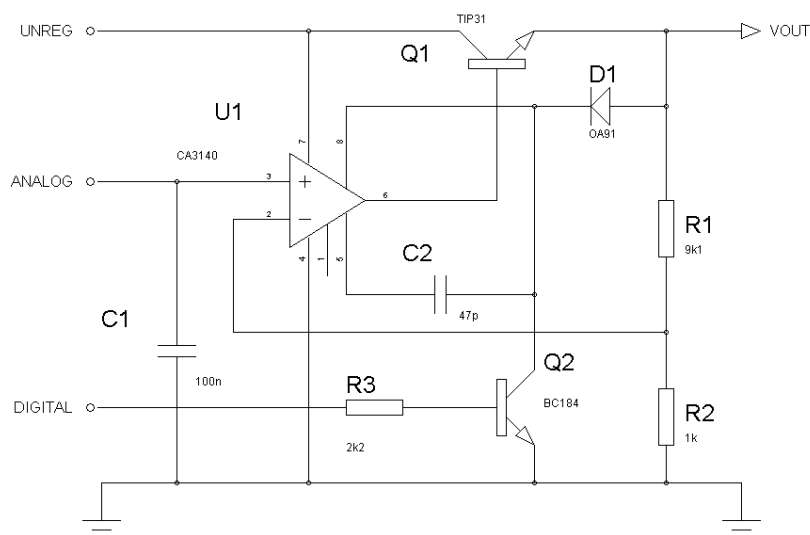 TIP31
UNREG
VOUT
Q1
D1
U1
7
8
OA91
CA3140
ANALOG
3
+
6
2
−
R1
9k1
4
1
5
C2
47p
C1
100n
Q2
R3
BC184
DIGITAL
R2
2k2
1k